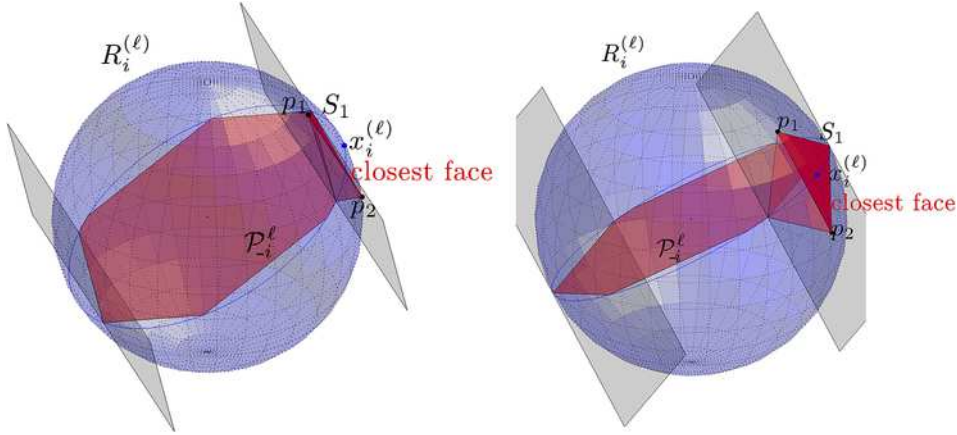 R_i^{(ℓ)}
p_1 S_1
x_i^{(ℓ)}
closest face
p_2
𝒫_{-i}^ℓ
R_i^{(ℓ)}
p_1 S_1
x_i^{(ℓ)}
closest face
p_2
𝒫_{-i}^ℓ